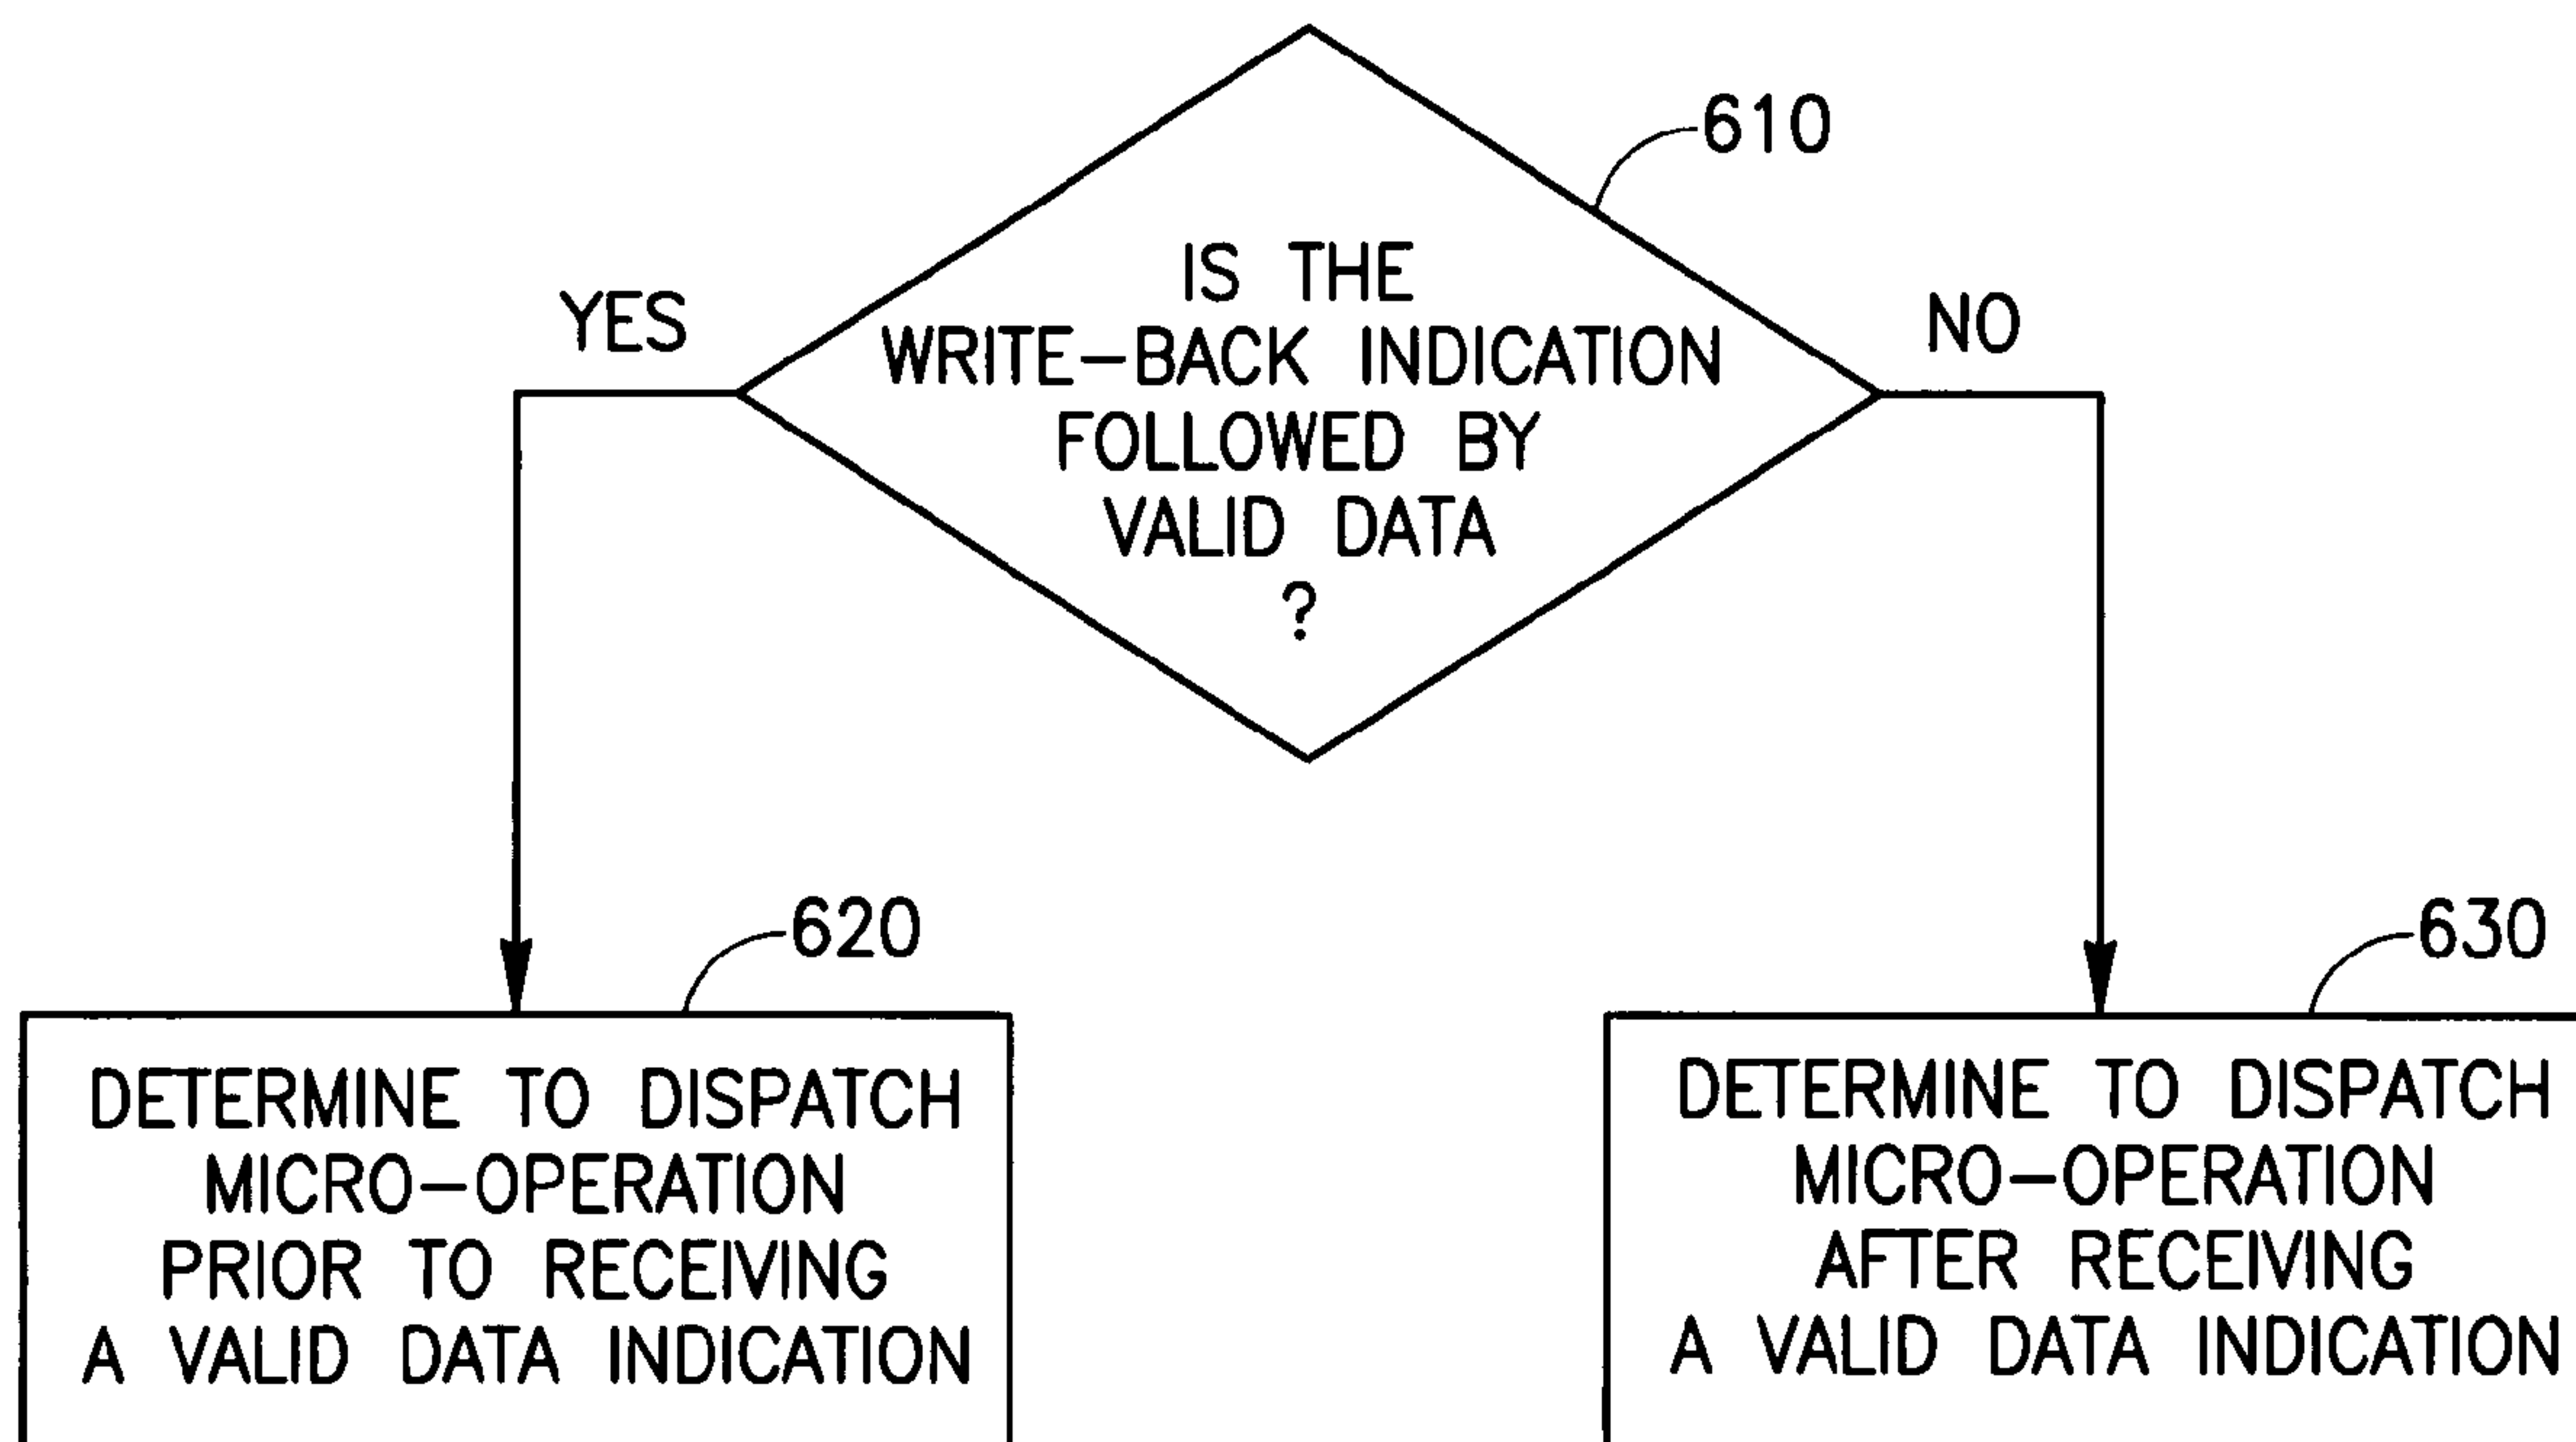 610
IS THE
WRITE-BACK INDICATION
FOLLOWED BY
VALID DATA
?
YES
NO
620
DETERMINE TO DISPATCH
MICRO-OPERATION
PRIOR TO RECEIVING
A VALID DATA INDICATION
630
DETERMINE TO DISPATCH
MICRO-OPERATION
AFTER RECEIVING
A VALID DATA INDICATION